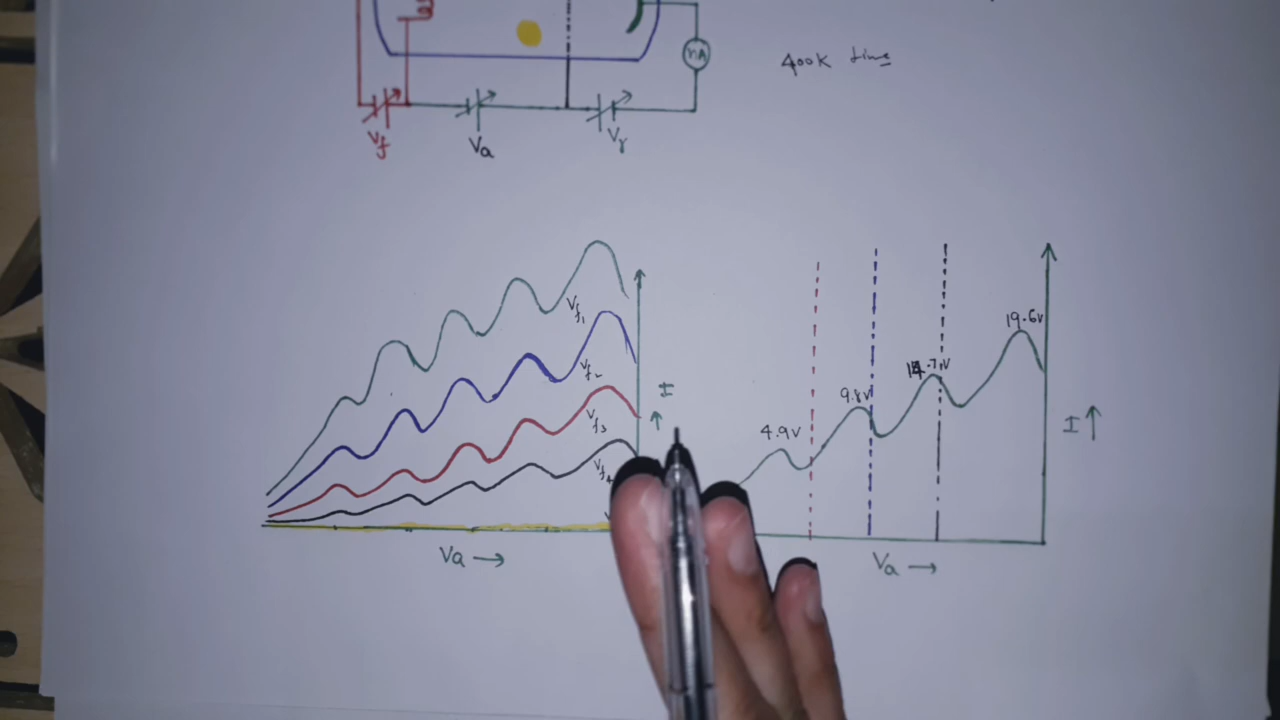 nA
400K time
Vf
Va
Vr
Vf1
Vf2
Vf3
Vf4
I
Va →
4.9V
9.8V
14.7V
19.6V
I
Va →